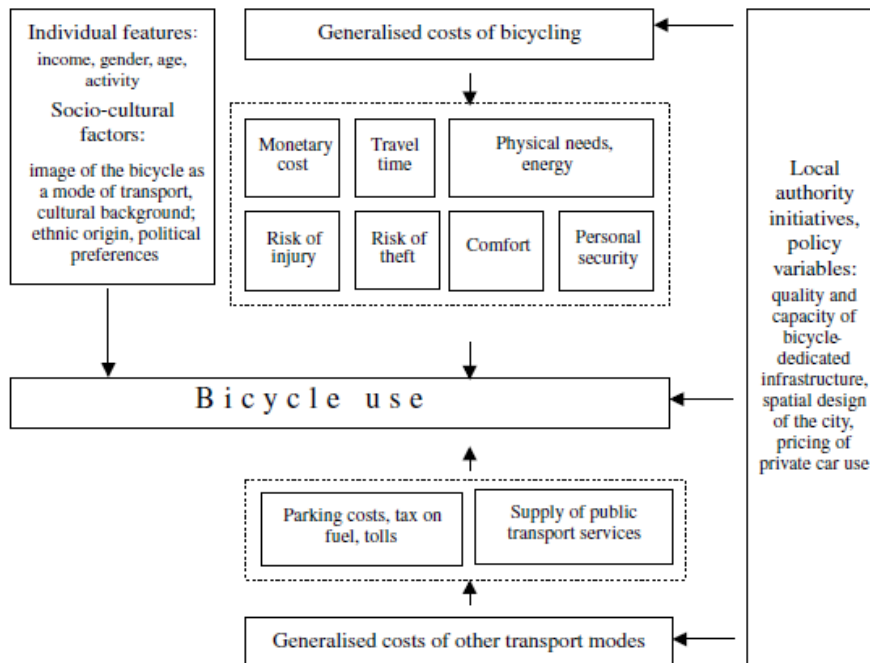 Individual features:
income, gender, age,
activity
Socio-cultural
factors:
image of the bicycle as
a mode of transport,
cultural background;
ethnic origin, political
preferences
Generalised costs of bicycling
Monetary
cost
Travel
time
Physical needs,
energy
Risk of
injury
Risk of
theft
Comfort
Personal
security
Bicycle use
Parking costs, tax on
fuel, tolls
Supply of public
transport services
Generalised costs of other transport modes
Local
authority
initiatives,
policy
variables:
quality and
capacity of
bicycle-
dedicated
infrastructure,
spatial design
of the city,
pricing of
private car use